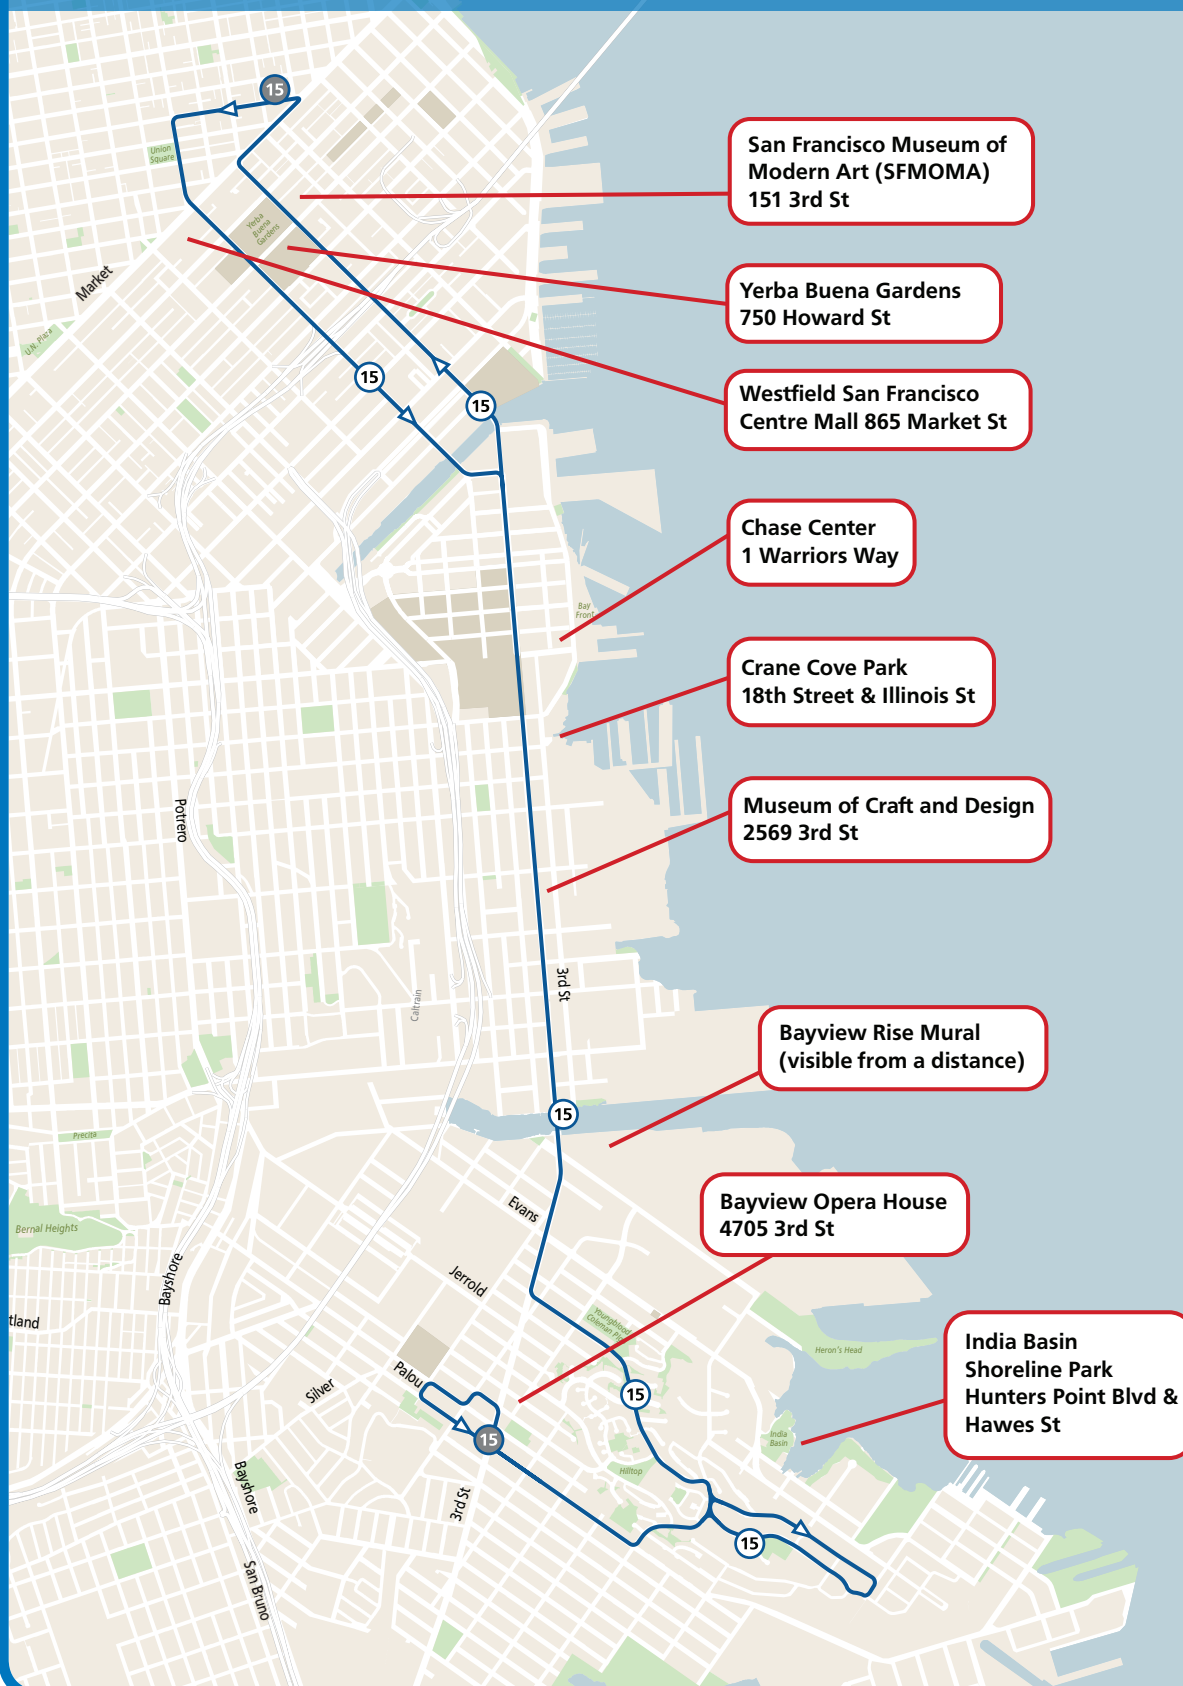 15
Union
Square
San Francisco Museum of
Modern Art (SFMOMA)
151 3rd St
Yerba
Buena
Gardens
Market
Yerba Buena Gardens
750 Howard St
U.N. Plaza
15
15
Westfield San Francisco
Centre Mall 865 Market St
Chase Center
1 Warriors Way
Bay
Front
Crane Cove Park
18th Street & Illinois St
Potrero
Museum of Craft and Design
2569 3rd St
3rd St
Caltrain
Bayview Rise Mural
(visible from a distance)
15
Precita
Evans
Bayview Opera House
4705 3rd St
Bernal Heights
Bayshore
Jerrold
tland
Youngblood
Coleman
Heron's Head
India Basin
Shoreline Park
Hunters Point Blvd &
Hawes St
Palou
Silver
15
15
India
Basin
Hilltop
Bayshore
3rd St
15
San Bruno